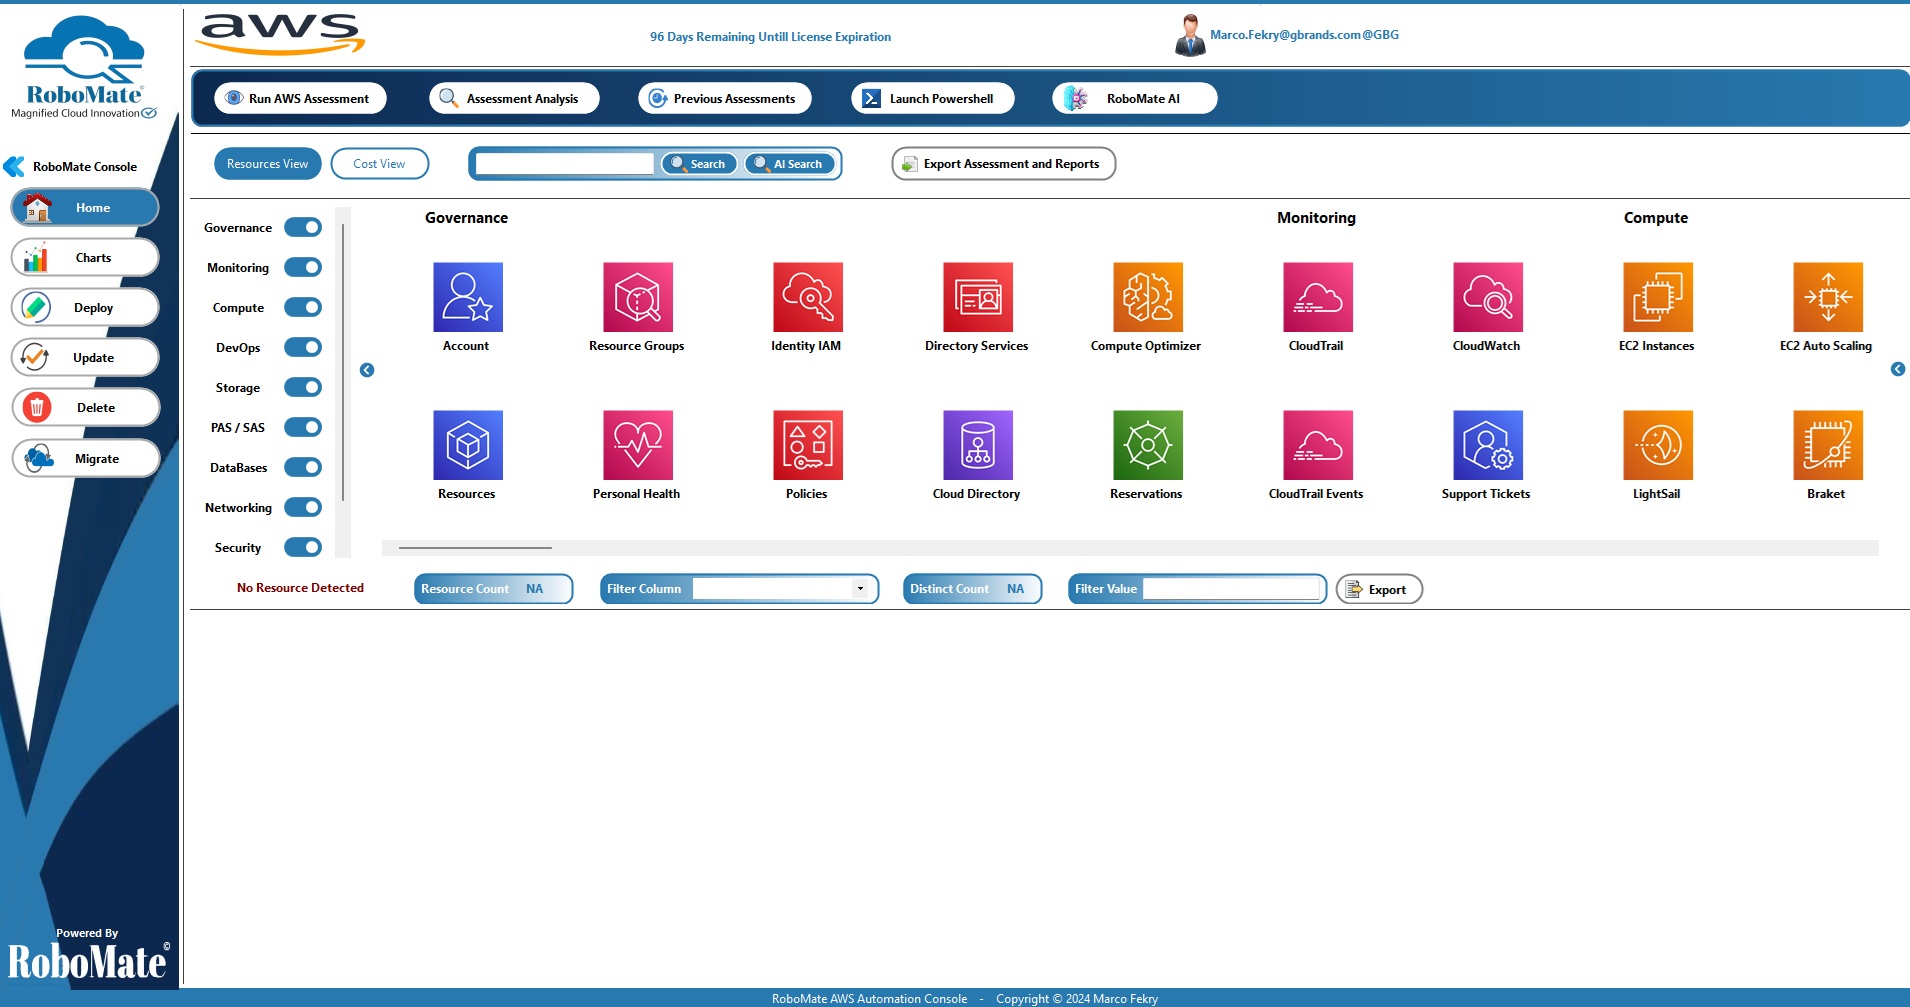 aws
96 Days Remaining Untill License Expiration
Marco.Fekry@gbrands.com@GBG
RoboMate
Magnified Cloud Innovation
Run AWS Assessment
Assessment Analysis
Previous Assessments
Launch Powershell
RoboMate AI
RoboMate Console
Home
Charts
Deploy
Update
Delete
Migrate
Resources View
Cost View
Search
AI Search
Export Assessment and Reports
Governance
Monitoring
Compute
DevOps
Storage
PAS / SAS
DataBases
Networking
Security
Governance
Monitoring
Compute
Account
Resource Groups
Identity IAM
Directory Services
Compute Optimizer
CloudTrail
CloudWatch
EC2 Instances
EC2 Auto Scaling
Resources
Personal Health
Policies
Cloud Directory
Reservations
CloudTrail Events
Support Tickets
LightSail
Braket
No Resource Detected
Resource Count NA
Filter Column
Distinct Count NA
Filter Value
Export
Powered By
RoboMate ©
RoboMate AWS Automation Console - Copyright © 2024 Marco Fekry